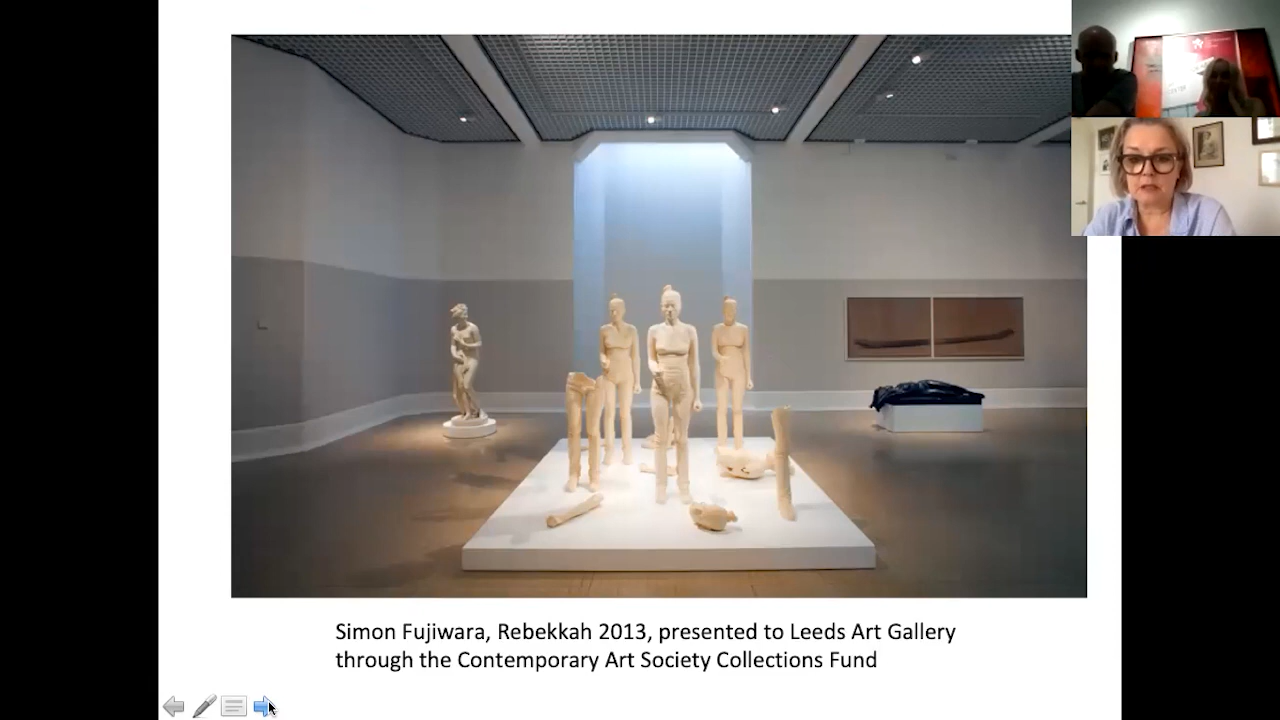 Simon Fujiwara, Rebekkah 2013, presented to Leeds Art Gallery
through the Contemporary Art Society Collections Fund